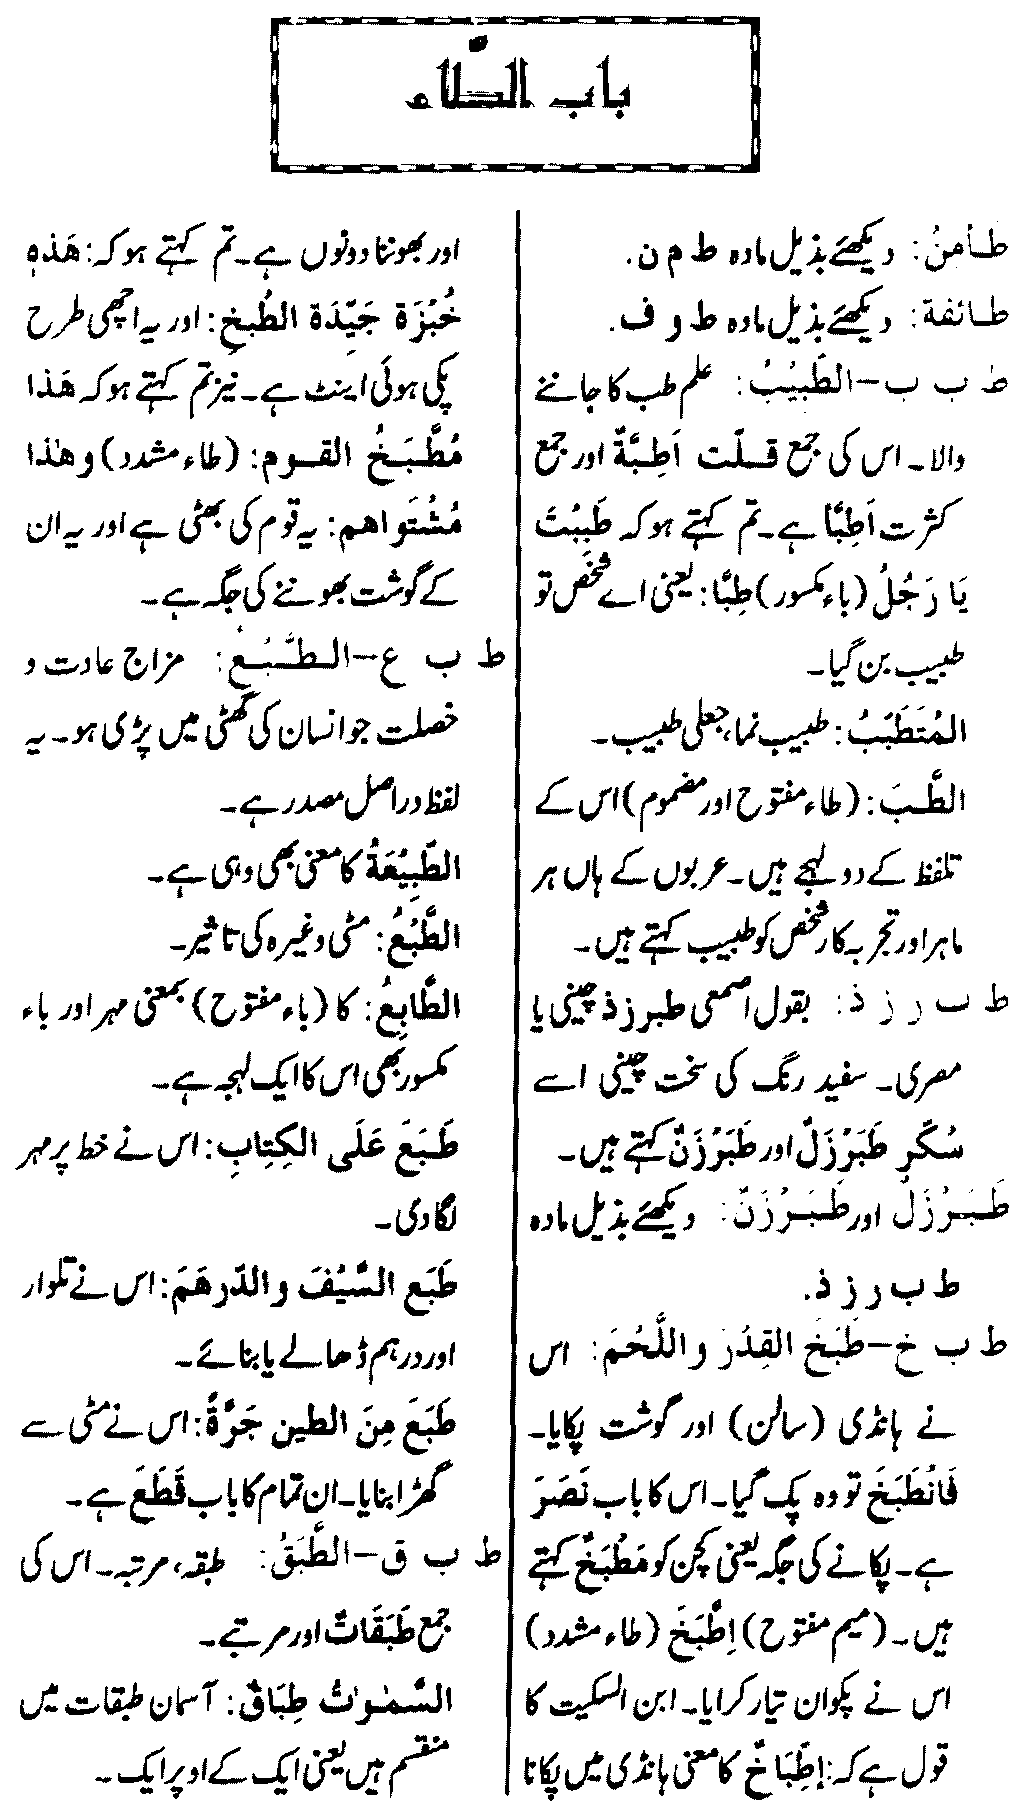 باب الطّاء
طأمنُ: دیکھئے بذیل مادہ ط م ن.
طائفة: دیکھئے بذیل مادہ ط و ف.
ط ب ب–الطَبِیْبُ: علم طب کا جاننے
والا۔ اس کی جمع قلّت اَطِبَّةٌ اور جمع
کثرت اَطِبَّا ہے۔ تم کہتے ہو کہ طَبِبْتَ
یَا رَجُلُ (باء مکسور) طِبًّا: یعنی اے شخص تو
طبیب بن گیا۔
المُتَطَبّبُ: طبیب نما، جعلی طبیب۔
الطَّبَ: (طاء مفتوح اور مضموم) اس کے
تلفظ کے دو لہجے ہیں۔ عربوں کے ہاں ہر
ماہر اور تجربہ کار شخص کو طبیب کہتے ہیں۔
ط ب ر ز ذ: بقول اصمعی طبرزذ چینی یا
مصری۔ سفید رنگ کی سخت چینی اسے
سُکّرِ طَبَرْزَلٌ اور طَبَرْزَنٌ کہتے ہیں۔
طَبَرْزَلٌ اور طَبَرْزَنٌ: دیکھئے بذیل مادہ
ط ب ر ز ذ.
ط ب خ–طَبَخَ القِدْرَ واللَّحْمَ: اس
نے ہانڈی (سالن) اور گوشت پکایا۔
فَانْطَبَخَ تو وہ پک گیا۔ اس کا باب نَصَرَ
ہے۔ پکانے کی جگہ یعنی کچن کو مَطْبَخٌ کہتے
ہیں۔ (میم مفتوح) اِطَّبَخَ (طاء مشدد)
اس نے پکوان تیار کرایا۔ ابن السکیت کا
قول ہے کہ: اِطِّبَاخٌ کا معنی ہانڈی میں پکانا
اور بھوننا دونوں ہے۔ تم کہتے ہو کہ: هَذہٖ
خُبْزَة جَیِّدَة الطَّبخِ: اور یہ اچھی طرح
پکی ہوئی اینٹ ہے۔ نیز تم کہتے ہو کہ هَذا
مُطَّبَخُ القوم: (طاء مشدد) وهٰذا
مُشْتَواهم: یہ قوم کی بھٹی ہے اور یہ ان
کے گوشت بھوننے کی جگہ ہے۔
ط ب ع–الطَّبْعُ: مزاج عادت و
خصلت جو انسان کی گھٹی میں پڑی ہو۔ یہ
لفظ دراصل مصدر ہے۔
الطَّبِیْعَةُ کا معنی بھی وہی ہے۔
الطَّبْعُ: مٹی وغیرہ کی تاثیر۔
الطَّابِعُ: کا (باء مفتوح) بمعنی مہر اور باء
مکسور بھی اس کا ایک لہجہ ہے۔
طَبَعَ عَلَی الکِتِابِ: اس نے خط پر مہر
لگا دی۔
طَبَع السَّیْفَ والدّرهَمَ: اس نے تلوار
اور درہم ڈھالے یا بنائے۔
طَبَعَ مِنَ الطین جَرَّةً: اس نے مٹی سے
گھڑا بنایا۔ ان تمام کا باب قَطَعَ ہے۔
ط ب ق–الطَّبَقُ: طبقہ، مرتبہ۔ اس کی
جمع طَبَقَاتٌ اور مرتبے۔
السَّمٰوٰتُ طِبَاقٌ: آسمان طبقات میں
منقسم ہیں یعنی ایک کے اوپر ایک۔